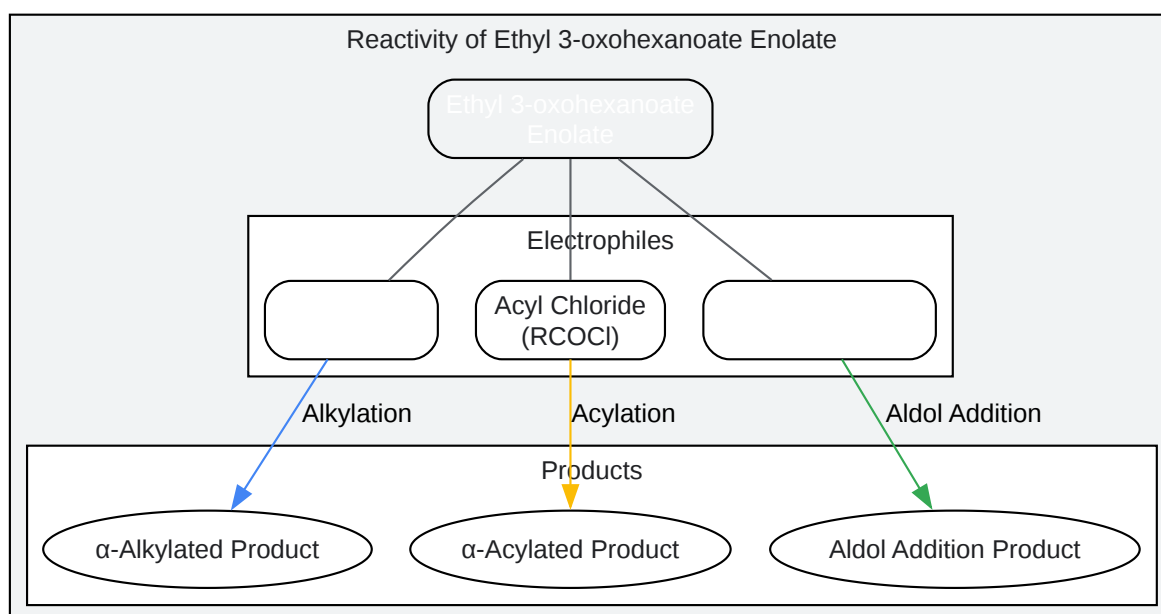 Reactivity of Ethyl 3-oxohexanoate Enolate
Ethyl 3-oxohexanoate
Enolate
Electrophiles
Acyl Chloride
(RCOCl)
Alkylation
Acylation
Aldol Addition
Products
α-Alkylated Product
α-Acylated Product
Aldol Addition Product